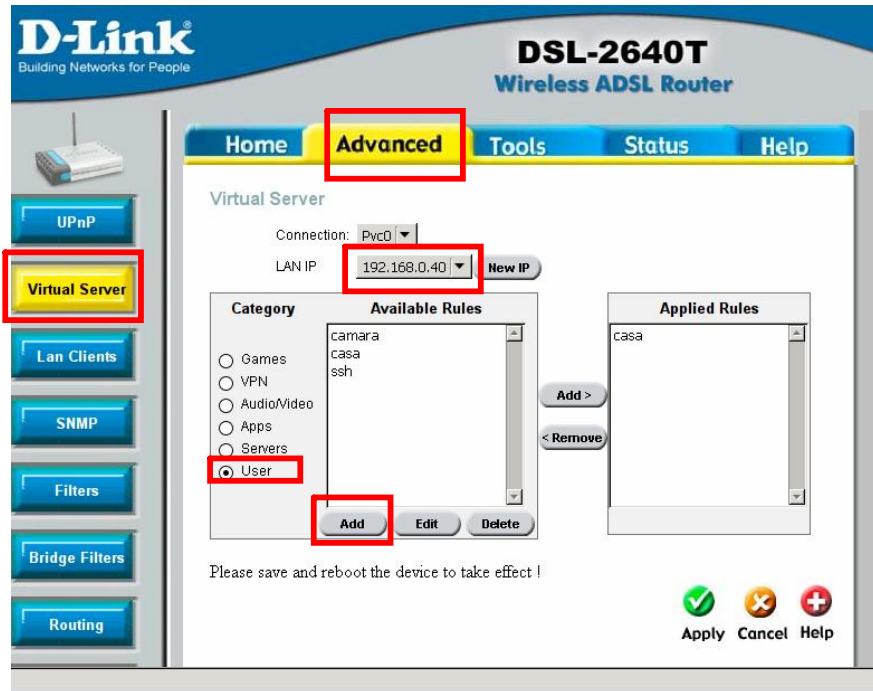 D-Link
Building Networks for People
DSL-2640T
Wireless ADSL Router
Home Advanced Tools Status Help
UPnP
Virtual Server
Lan Clients
SNMP
Filters
Bridge Filters
Routing
Virtual Server
Connection: Pvc0
LAN IP 192.168.0.40 New IP
Category Available Rules
Games
VPN
Audio/Video
Apps
Servers
User
camara
casa
ssh
Add Edit Delete
Add >
< Remove
Applied Rules
casa
Please save and reboot the device to take effect !
Apply Cancel Help